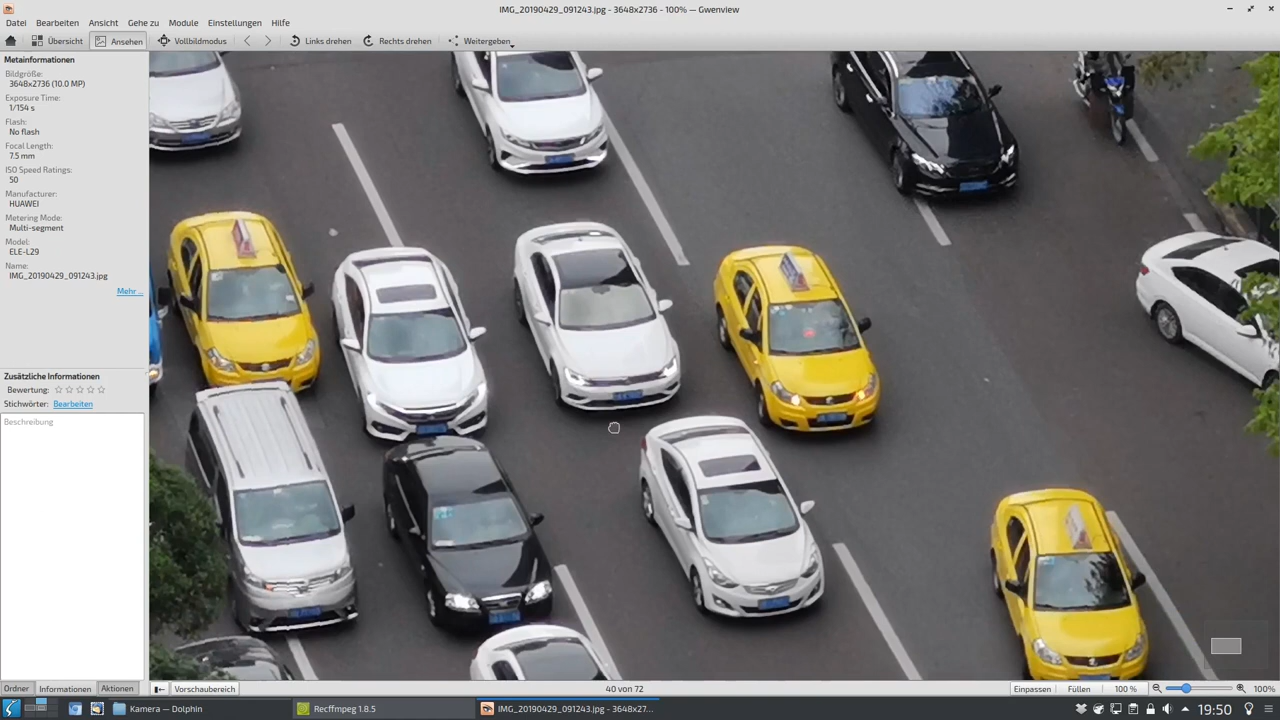 IMG_20190429_091243.jpg - 3648x2736 - 100% — Gwenview
Datei Bearbeiten Ansicht Gehe zu Module Einstellungen Hilfe
Übersicht Ansehen Vollbildmodus Links drehen Rechts drehen Weitergeben
Metainformationen
Bildgröße:
3648x2736 (10.0 MP)
Exposure Time:
1/154 s
Flash:
No flash
Focal Length:
7.5 mm
ISO Speed Ratings:
50
Manufacturer:
HUAWEI
Metering Mode:
Multi-segment
Model:
ELE-L29
Name:
IMG_20190429_091243.jpg
Mehr ...
Zusätzliche Informationen
Bewertung:
Stichwörter: Bearbeiten
Beschreibung
Ordner Informationen Aktionen Vorschaubereich 40 von 72 Einpassen Füllen 100 % 100%
Kamera — Dolphin Recffmpeg 1.8.5 IMG_20190429_091243.jpg - 3648x27... 19:50